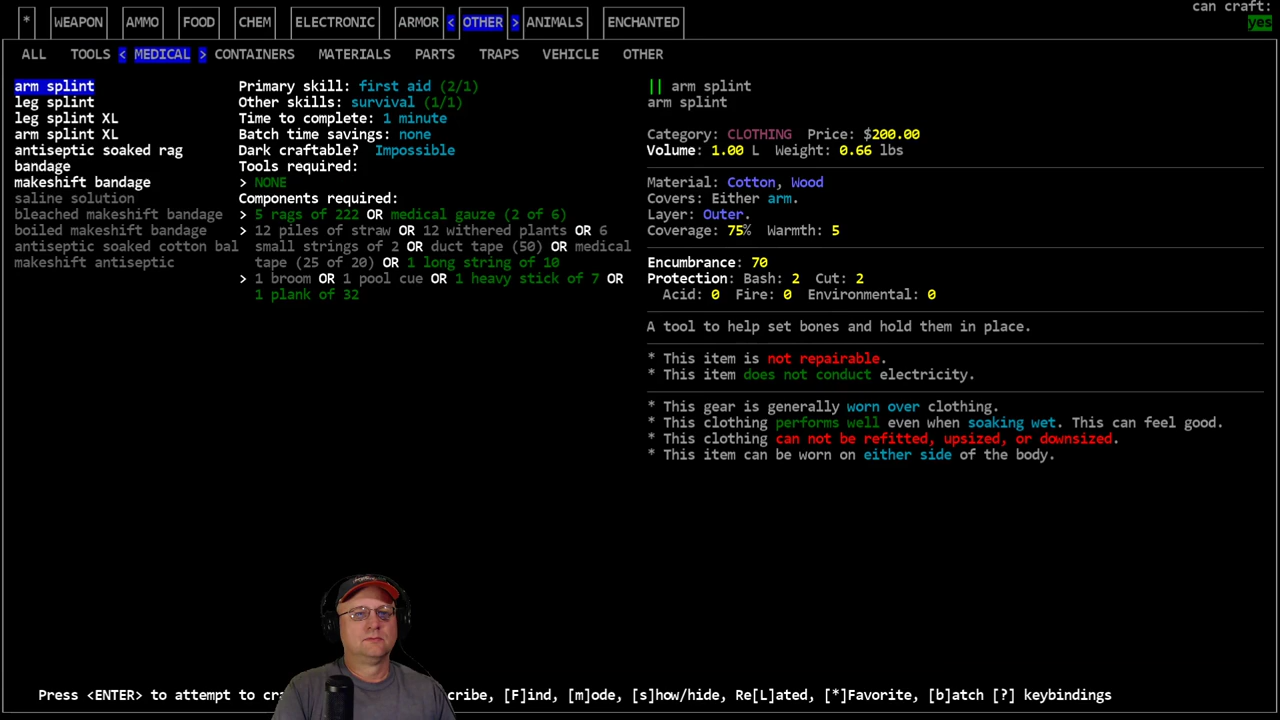 can craft:
* WEAPON AMMO FOOD CHEM ELECTRONIC ARMOR < OTHER > ANIMALS ENCHANTED
yes
ALL TOOLS < MEDICAL > CONTAINERS MATERIALS PARTS TRAPS VEHICLE OTHER
arm splint
leg splint
leg splint XL
arm splint XL
antiseptic soaked rag
bandage
makeshift bandage
saline solution
bleached makeshift bandage
boiled makeshift bandage
antiseptic soaked cotton bal
makeshift antiseptic
Primary skill: first aid (2/1)
Other skills: survival (1/1)
Time to complete: 1 minute
Batch time savings: none
Dark craftable? Impossible
Tools required:
> NONE
Components required:
> 5 rags of 222 OR medical gauze (2 of 6)
> 12 piles of straw OR 12 withered plants OR 6
small strings of 2 OR duct tape (50) OR medical
tape (25 of 20) OR 1 long string of 10
> 1 broom OR 1 pool cue OR 1 heavy stick of 7 OR
1 plank of 32
|| arm splint
arm splint
Category: CLOTHING Price: $200.00
Volume: 1.00 L Weight: 0.66 lbs
Material: Cotton, Wood
Covers: Either arm.
Layer: Outer.
Coverage: 75% Warmth: 5
Encumbrance: 70
Protection: Bash: 2 Cut: 2
Acid: 0 Fire: 0 Environmental: 0
A tool to help set bones and hold them in place.
* This item is not repairable.
* This item does not conduct electricity.
* This gear is generally worn over clothing.
* This clothing performs well even when soaking wet. This can feel good.
* This clothing can not be refitted, upsized, or downsized.
* This item can be worn on either side of the body.
Press <ENTER> to attempt to cra cribe, [F]ind, [m]ode, [s]how/hide, Re[L]ated, [*]Favorite, [b]atch [?] keybindings